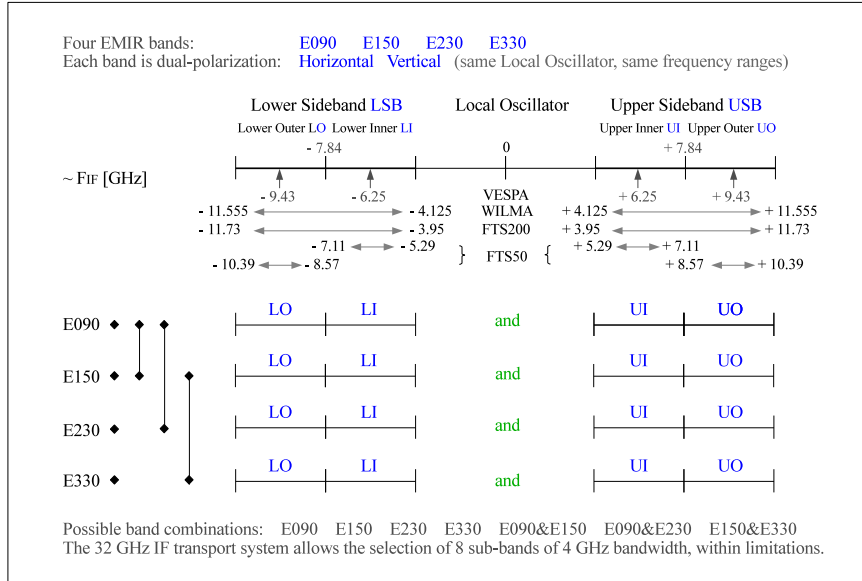 Four EMIR bands: E090 E150 E230 E330
Each band is dual-polarization: Horizontal Vertical (same Local Oscillator, same frequency ranges)
Lower Sideband LSB Local Oscillator Upper Sideband USB
Lower Outer LO Lower Inner LI Upper Inner UI Upper Outer UO
- 7.84 0 + 7.84
~ FIF [GHz]
- 9.43 - 6.25 VESPA + 6.25 + 9.43
- 11.555 - 4.125 WILMA + 4.125 + 11.555
- 11.73 - 3.95 FTS200 + 3.95 + 11.73
- 7.11 - 5.29 + 5.29 + 7.11
} FTS50 {
- 10.39 - 8.57 + 8.57 + 10.39
E090 LO LI and UI UO
E150 LO LI and UI UO
E230 LO LI and UI UO
E330 LO LI and UI UO
Possible band combinations: E090 E150 E230 E330 E090&E150 E090&E230 E150&E330
The 32 GHz IF transport system allows the selection of 8 sub-bands of 4 GHz bandwidth, within limitations.